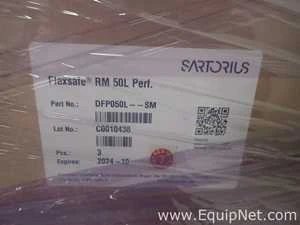 SARTORIUS
Flexsafe® RM 50L Perf.
Part No.: DFP050L--SM
Lot No.: C0010438
Pcs.: 3
Expires: 2024-10
www.EquipNet.com